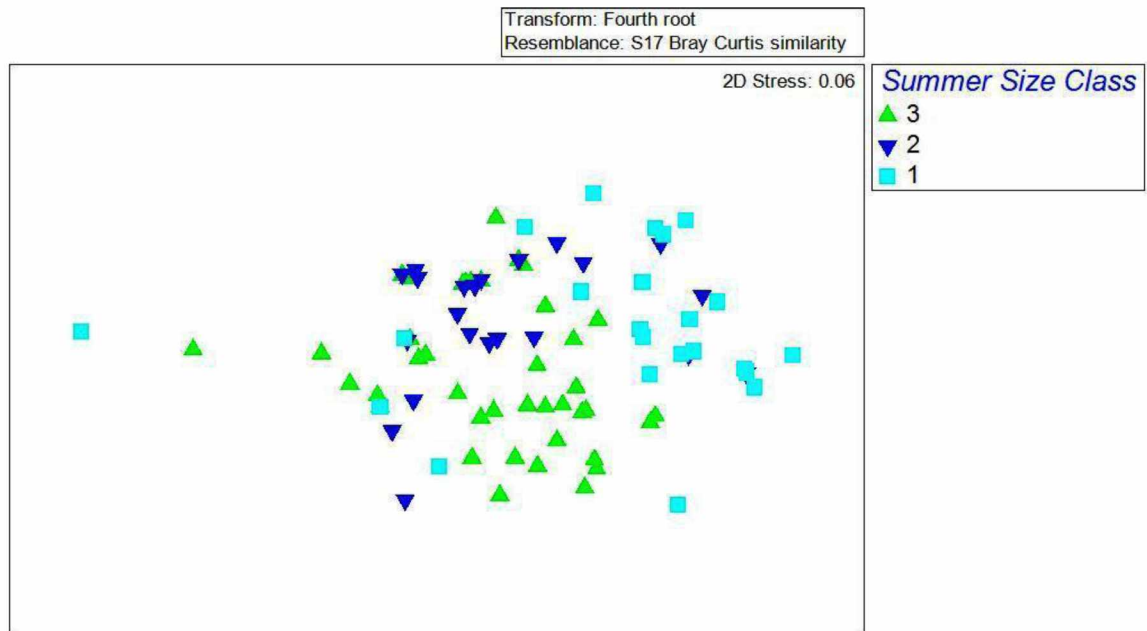 Transform: Fourth root
Resemblance: S17 Bray Curtis similarity
2D Stress: 0.06
Summer Size Class
3
2
1